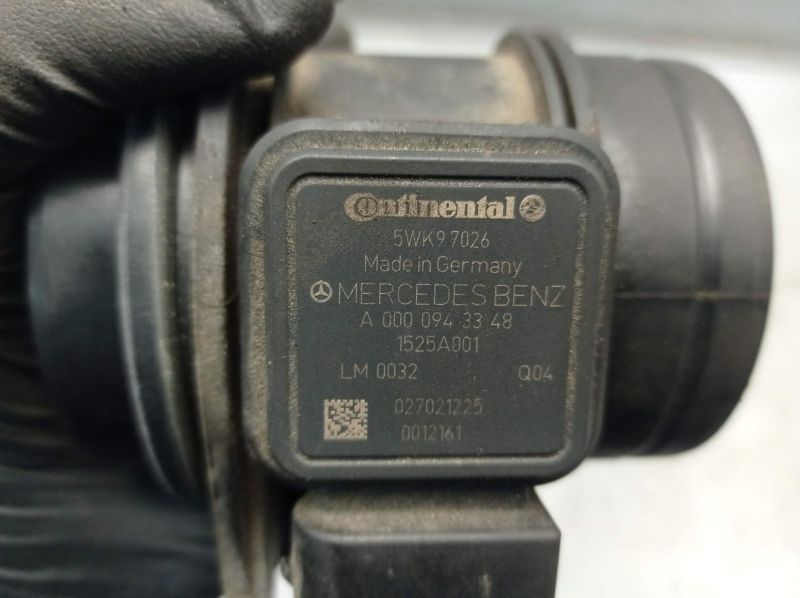 Continental
5WK9 7026
Made in Germany
MERCEDES BENZ
A 000 094 33 48
1525A001
LM 0032 Q04
027021225
0012161